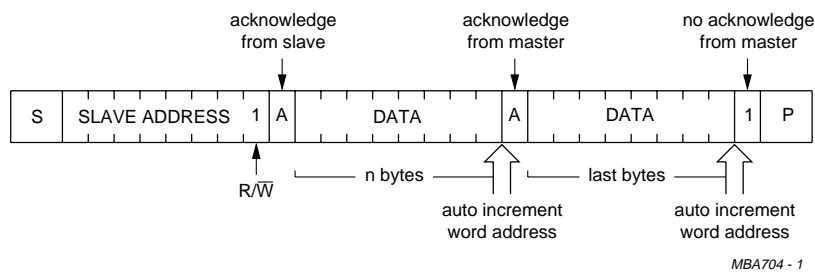 acknowledge
from slave
acknowledge
from master
no acknowledge
from master
S SLAVE ADDRESS 1 A DATA A DATA 1 P
R/W̅
n bytes
last bytes
auto increment
word address
auto increment
word address
MBA704 - 1